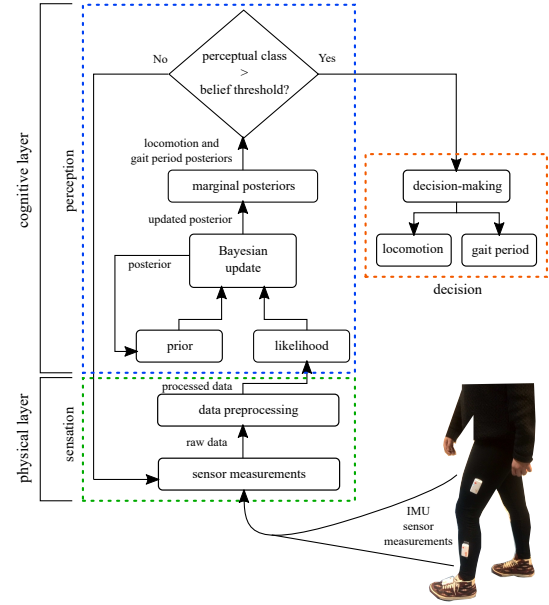 perceptual class
>
belief threshold?
No
Yes
locomotion and
gait period posteriors
marginal posteriors
updated posterior
Bayesian
update
posterior
prior
likelihood
decision-making
locomotion
gait period
decision
cognitive layer
perception
physical layer
sensation
processed data
data preprocessing
raw data
sensor measurements
IMU
sensor
measurements